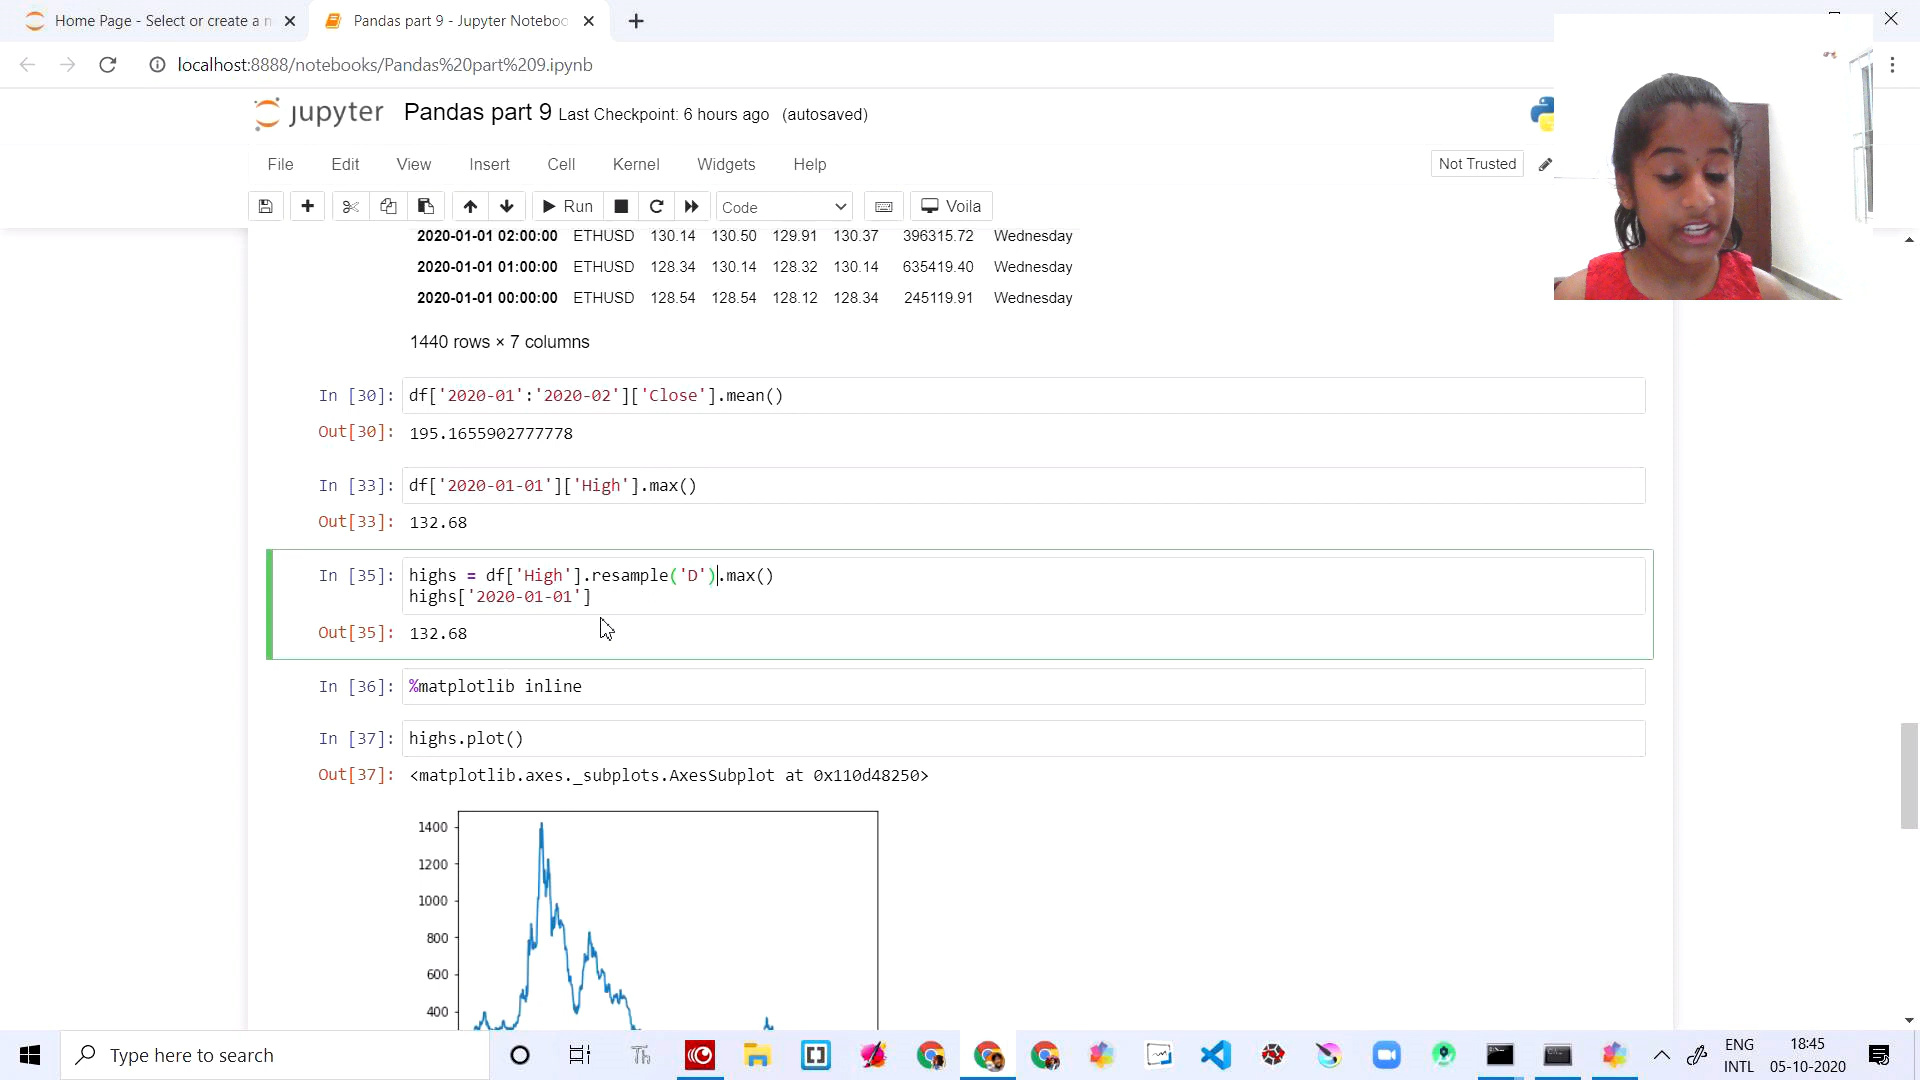 Home Page - Select or create a n
Pandas part 9 - Jupyter Noteboo
localhost:8888/notebooks/Pandas%20part%209.ipynb
jupyter Pandas part 9 Last Checkpoint: 6 hours ago (autosaved)
File Edit View Insert Cell Kernel Widgets Help
Not Trusted
Run Code Voila
2020-01-01 02:00:00 ETHUSD 130.14 130.50 129.91 130.37 396315.72 Wednesday
2020-01-01 01:00:00 ETHUSD 128.34 130.14 128.32 130.14 635419.40 Wednesday
2020-01-01 00:00:00 ETHUSD 128.54 128.54 128.12 128.34 245119.91 Wednesday
1440 rows × 7 columns
In [30]: df['2020-01':'2020-02']['Close'].mean()
Out[30]: 195.1655902777778
In [33]: df['2020-01-01']['High'].max()
Out[33]: 132.68
In [35]: highs = df['High'].resample('D').max()
highs['2020-01-01']
Out[35]: 132.68
In [36]: %matplotlib inline
In [37]: highs.plot()
Out[37]: <matplotlib.axes._subplots.AxesSubplot at 0x110d48250>
1400
1200
1000
800
600
400
Type here to search
ENG
INTL
18:45
05-10-2020